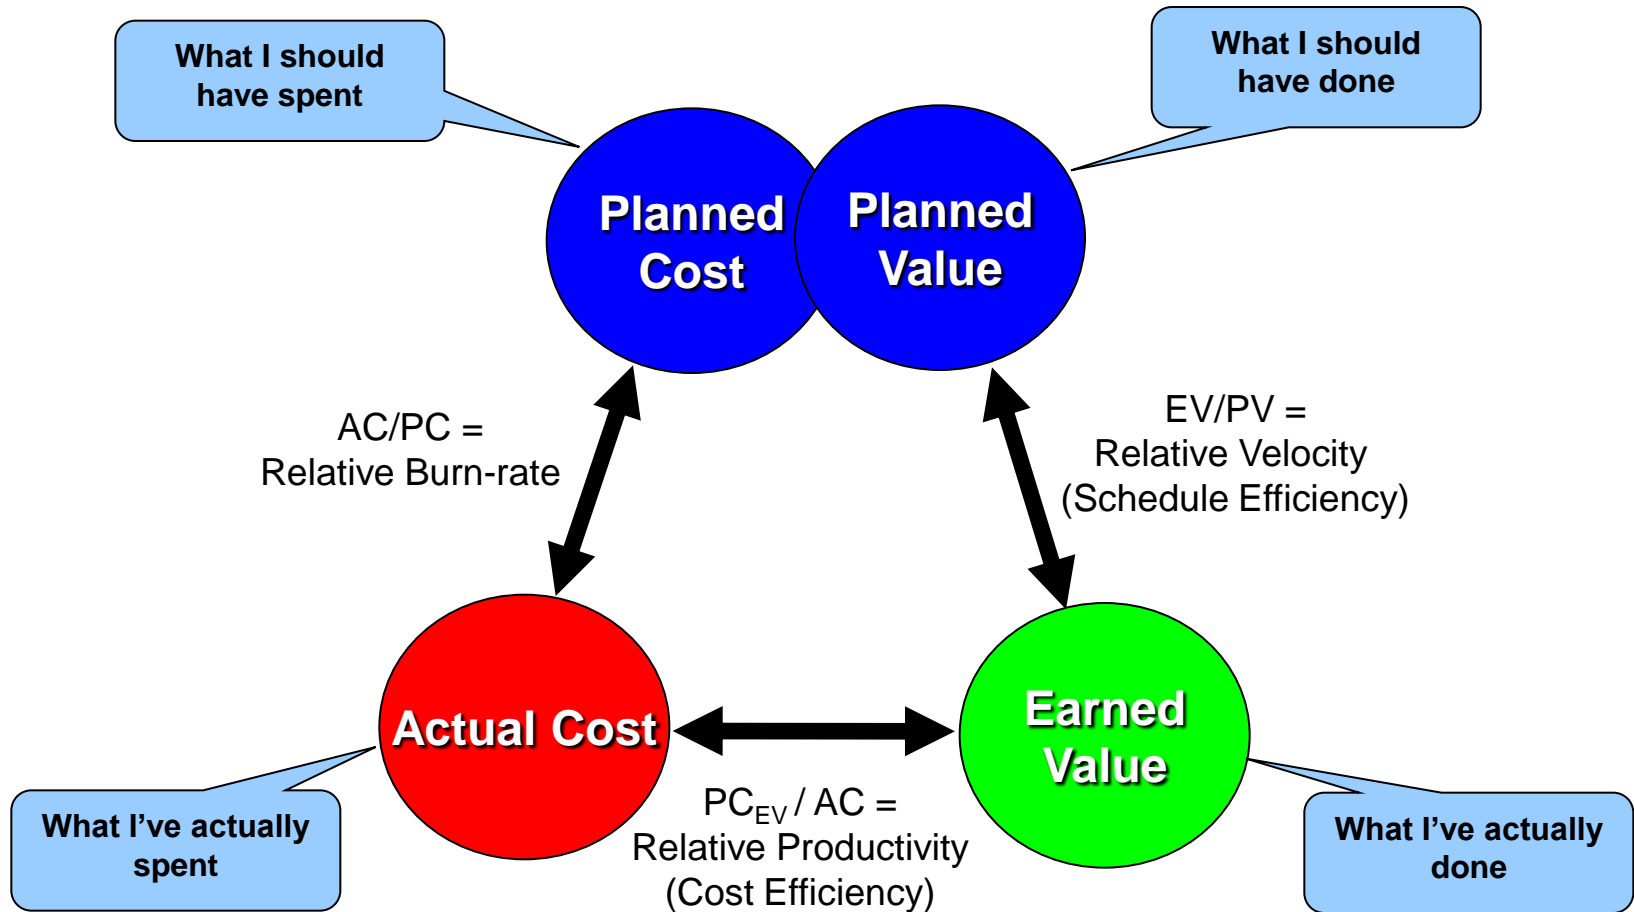 What I should
have spent
What I should
have done
Planned
Cost
Planned
Value
AC/PC =
Relative Burn-rate
EV/PV =
Relative Velocity
(Schedule Efficiency)
Actual Cost
Earned
Value
What I’ve actually
spent
PC_EV / AC =
Relative Productivity
(Cost Efficiency)
What I’ve actually
done